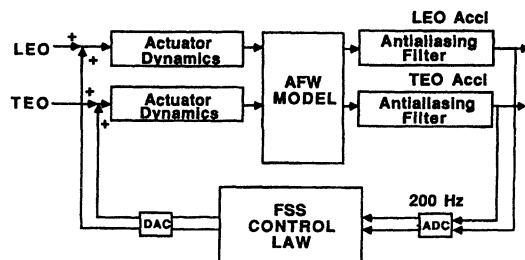 LEO Accl
LEO
+
+
Actuator
Dynamics
AFW
MODEL
Antialiasing
Filter
TEO Accl
TEO
+
+
Actuator
Dynamics
Antialiasing
Filter
200 Hz
DAC
FSS
CONTROL
LAW
ADC